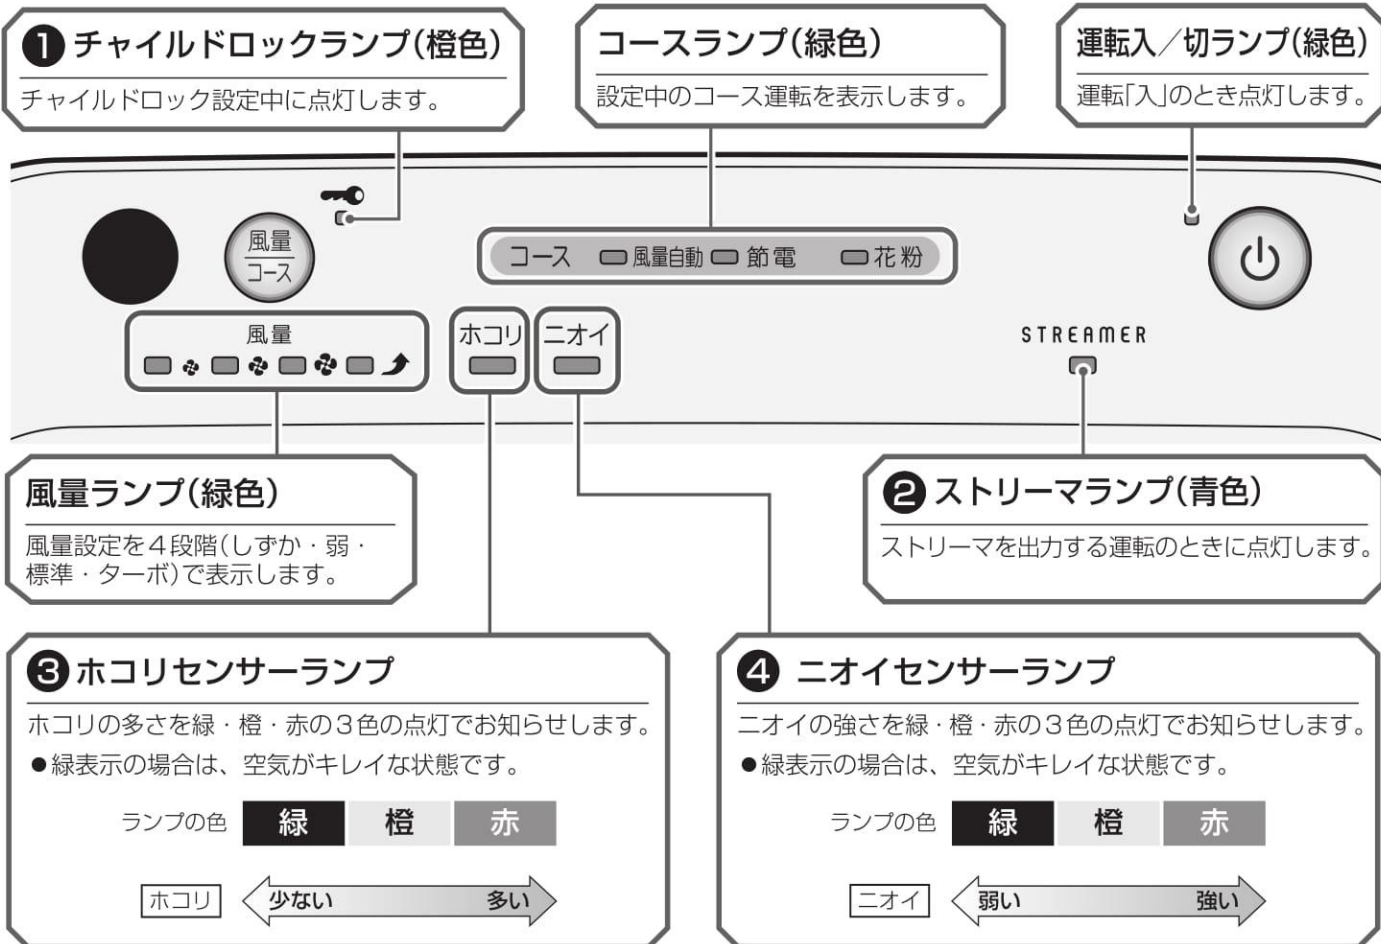 ❶チャイルドロックランプ(橙色)
チャイルドロック設定中に点灯します。
コースランプ(緑色)
設定中のコース運転を表示します。
運転入／切ランプ(緑色)
運転「入」のとき点灯します。
風量
コース
コース 風量自動 節電 花粉
風量
ホコリ
ニオイ
STREAMER
風量ランプ(緑色)
風量設定を４段階(しずか・弱・
標準・ターボ)で表示します。
❷ストリーマランプ(青色)
ストリーマを出力する運転のときに点灯します。
❸ホコリセンサーランプ
ホコリの多さを緑・橙・赤の３色の点灯でお知らせします。
●緑表示の場合は、空気がキレイな状態です。
ランプの色 緑 橙 赤
ホコリ 少ない 多い
❹ ニオイセンサーランプ
ニオイの強さを緑・橙・赤の３色の点灯でお知らせします。
●緑表示の場合は、空気がキレイな状態です。
ランプの色 緑 橙 赤
ニオイ 弱い 強い